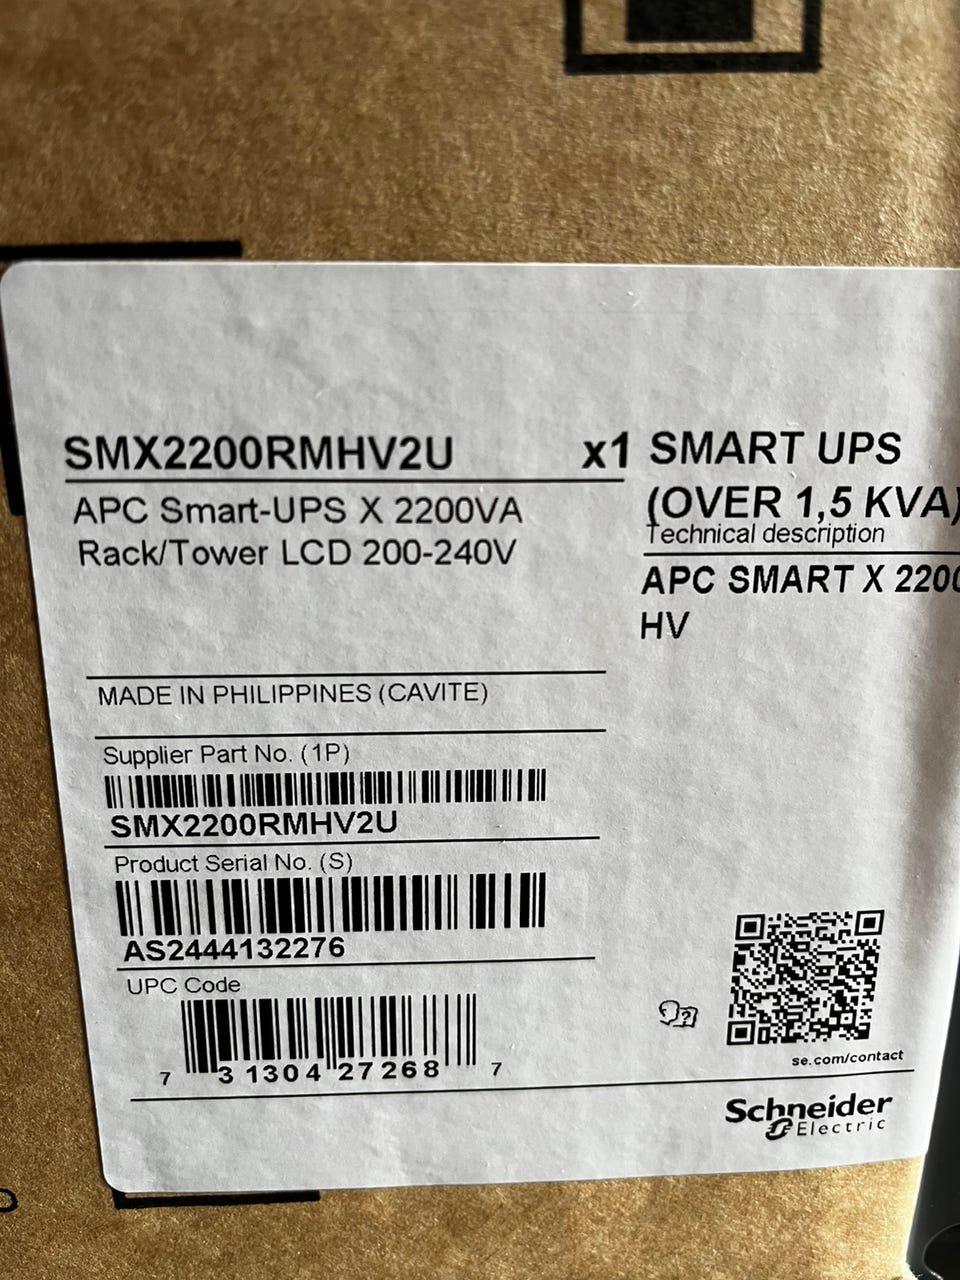 SMX2200RMHV2U x1
APC Smart-UPS X 2200VA
Rack/Tower LCD 200-240V
SMART UPS
(OVER 1,5 KVA)
Technical description
APC SMART X 2200
HV
MADE IN PHILIPPINES (CAVITE)
Supplier Part No. (1P)
SMX2200RMHV2U
Product Serial No. (S)
AS2444132276
UPC Code
7 31304 27268 7
se.com/contact
Schneider
Electric